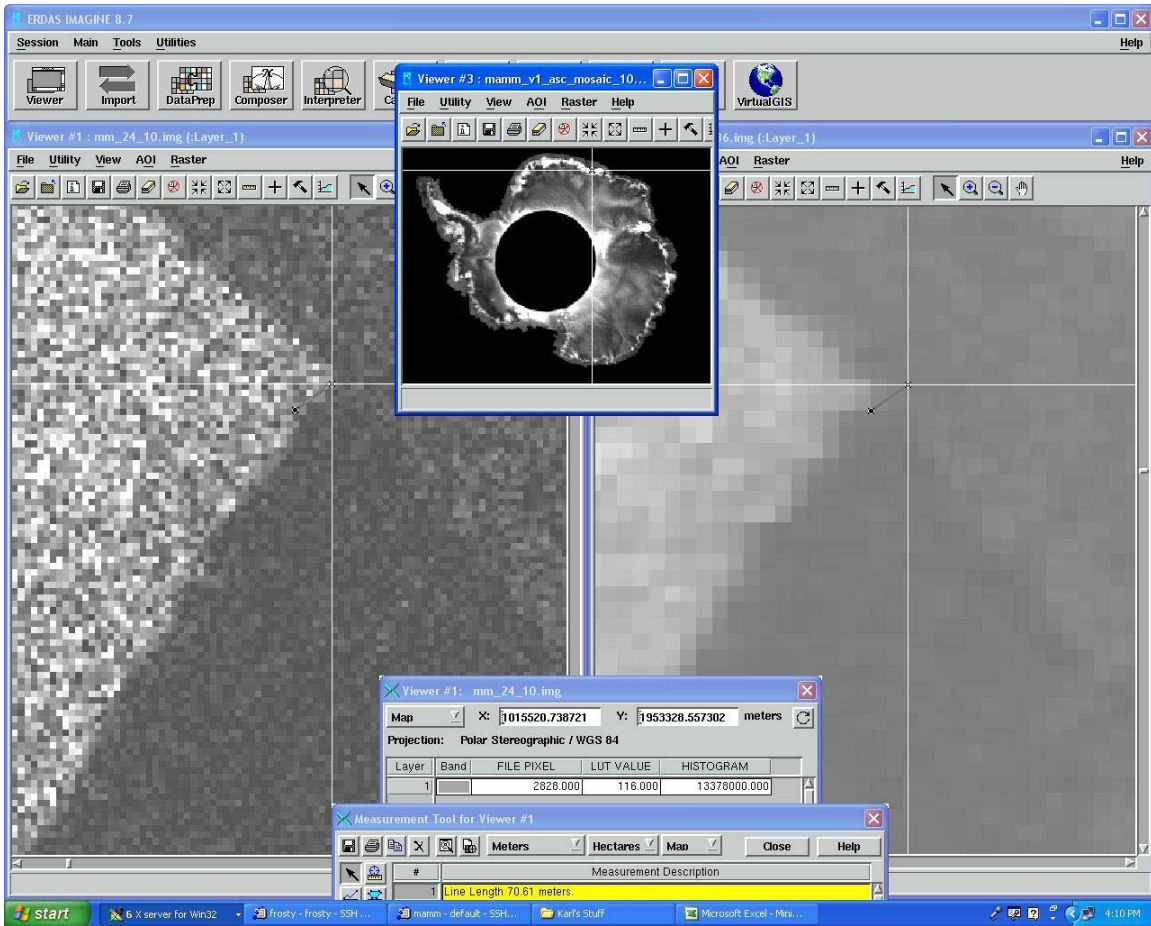 ERDAS IMAGINE 8.7
Session Main Tools Utilities Help
Viewer Import DataPrep Composer Interpreter VirtualGIS
Viewer #3 : mamm_v1_asc_mosaic_10...
File Utility View AOI Raster Help
Viewer #1 : mm_24_10.img (:Layer_1)
File Utility View AOI Raster
.img (:Layer_1)
AOI Raster Help
Viewer #1: mm_24_10.img
Map X: 1015520.738721 Y: 1953328.557302 meters
Projection: Polar Stereographic / WGS 84
Layer Band FILE PIXEL LUT VALUE HISTOGRAM
1 2828.000 116.000 13378000.000
Measurement Tool for Viewer #1
Meters Hectares Map Close Help
# Measurement Description
1 Line Length 70.61 meters.
start 6 X server for Win32 frosty - frosty - SSH ... mamm - default - SSH... Karl's Stuff Microsoft Excel - Mini... 4:10 PM